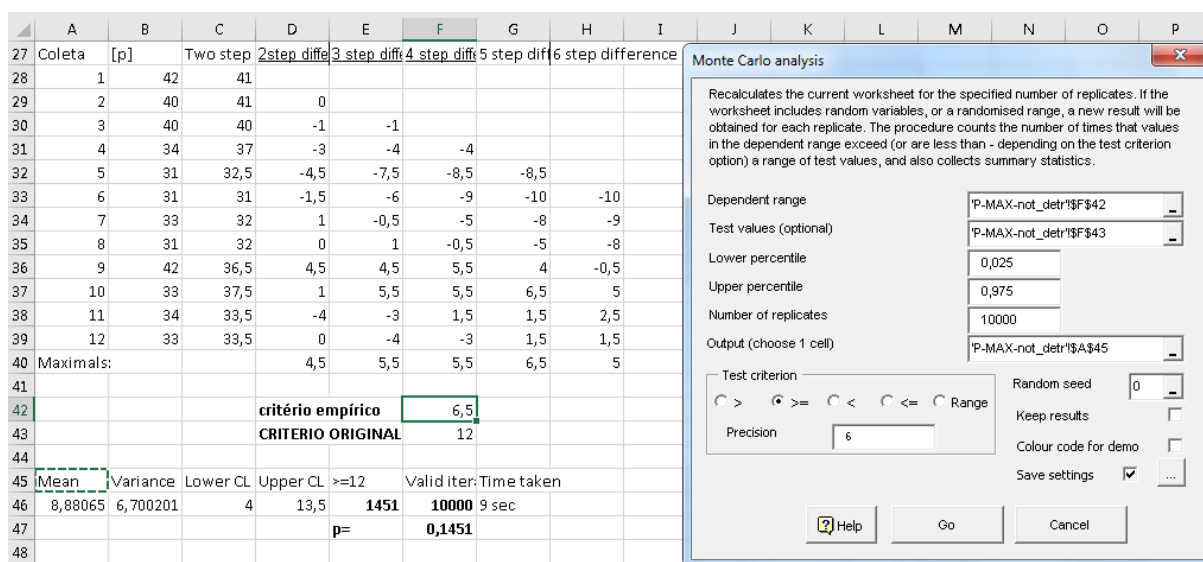 A B C D E F G H I J K L M N O P
27 Coleta [p] Two step 2step diffe 3 step diffe 4 step diffe 5 step diff 6 step difference
28 1 42 41
29 2 40 41 0
30 3 40 40 -1 -1
31 4 34 37 -3 -4 -4
32 5 31 32,5 -4,5 -7,5 -8,5 -8,5
33 6 31 31 -1,5 -6 -9 -10 -10
34 7 33 32 1 -0,5 -5 -8 -9
35 8 31 32 0 1 -0,5 -5 -8
36 9 42 36,5 4,5 4,5 5,5 4 -0,5
37 10 33 37,5 1 5,5 5,5 6,5 5
38 11 34 33,5 -4 -3 1,5 1,5 2,5
39 12 33 33,5 0 -4 -3 1,5 1,5
40 Maximals: 4,5 5,5 5,5 6,5 5
41
42 critério empírico 6,5
43 CRITERIO ORIGINAL 12
44
45 Mean Variance Lower CL Upper CL >=12 Valid iter: Time taken
46 8,88065 6,700201 4 13,5 1451 10000 9 sec
47 p= 0,1451
48
Monte Carlo analysis
Recalculates the current worksheet for the specified number of replicates. If the
worksheet includes random variables, or a randomised range, a new result will be
obtained for each replicate. The procedure counts the number of times that values
in the dependent range exceed (or are less than - depending on the test criterion
option) a range of test values, and also collects summary statistics.
Dependent range 'P-MAX-not_detr'!$F$42
Test values (optional) 'P-MAX-not_detr'!$F$43
Lower percentile 0,025
Upper percentile 0,975
Number of replicates 10000
Output (choose 1 cell) 'P-MAX-not_detr'!$A$45
Test criterion
> >= < <= Range
Precision 6
Random seed 0
Keep results
Colour code for demo
Save settings ...
Help Go Cancel